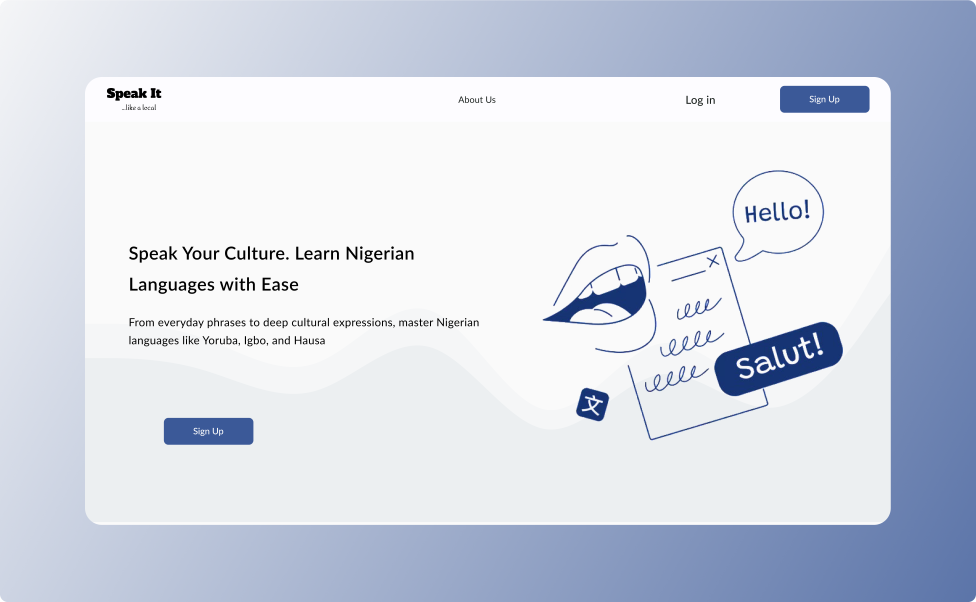 Speak It
...like a local
About Us
Log in
Sign Up
Hello!
Speak Your Culture. Learn Nigerian
Languages with Ease
From everyday phrases to deep cultural expressions, master Nigerian
languages like Yoruba, Igbo, and Hausa
Salut!
文
Sign Up